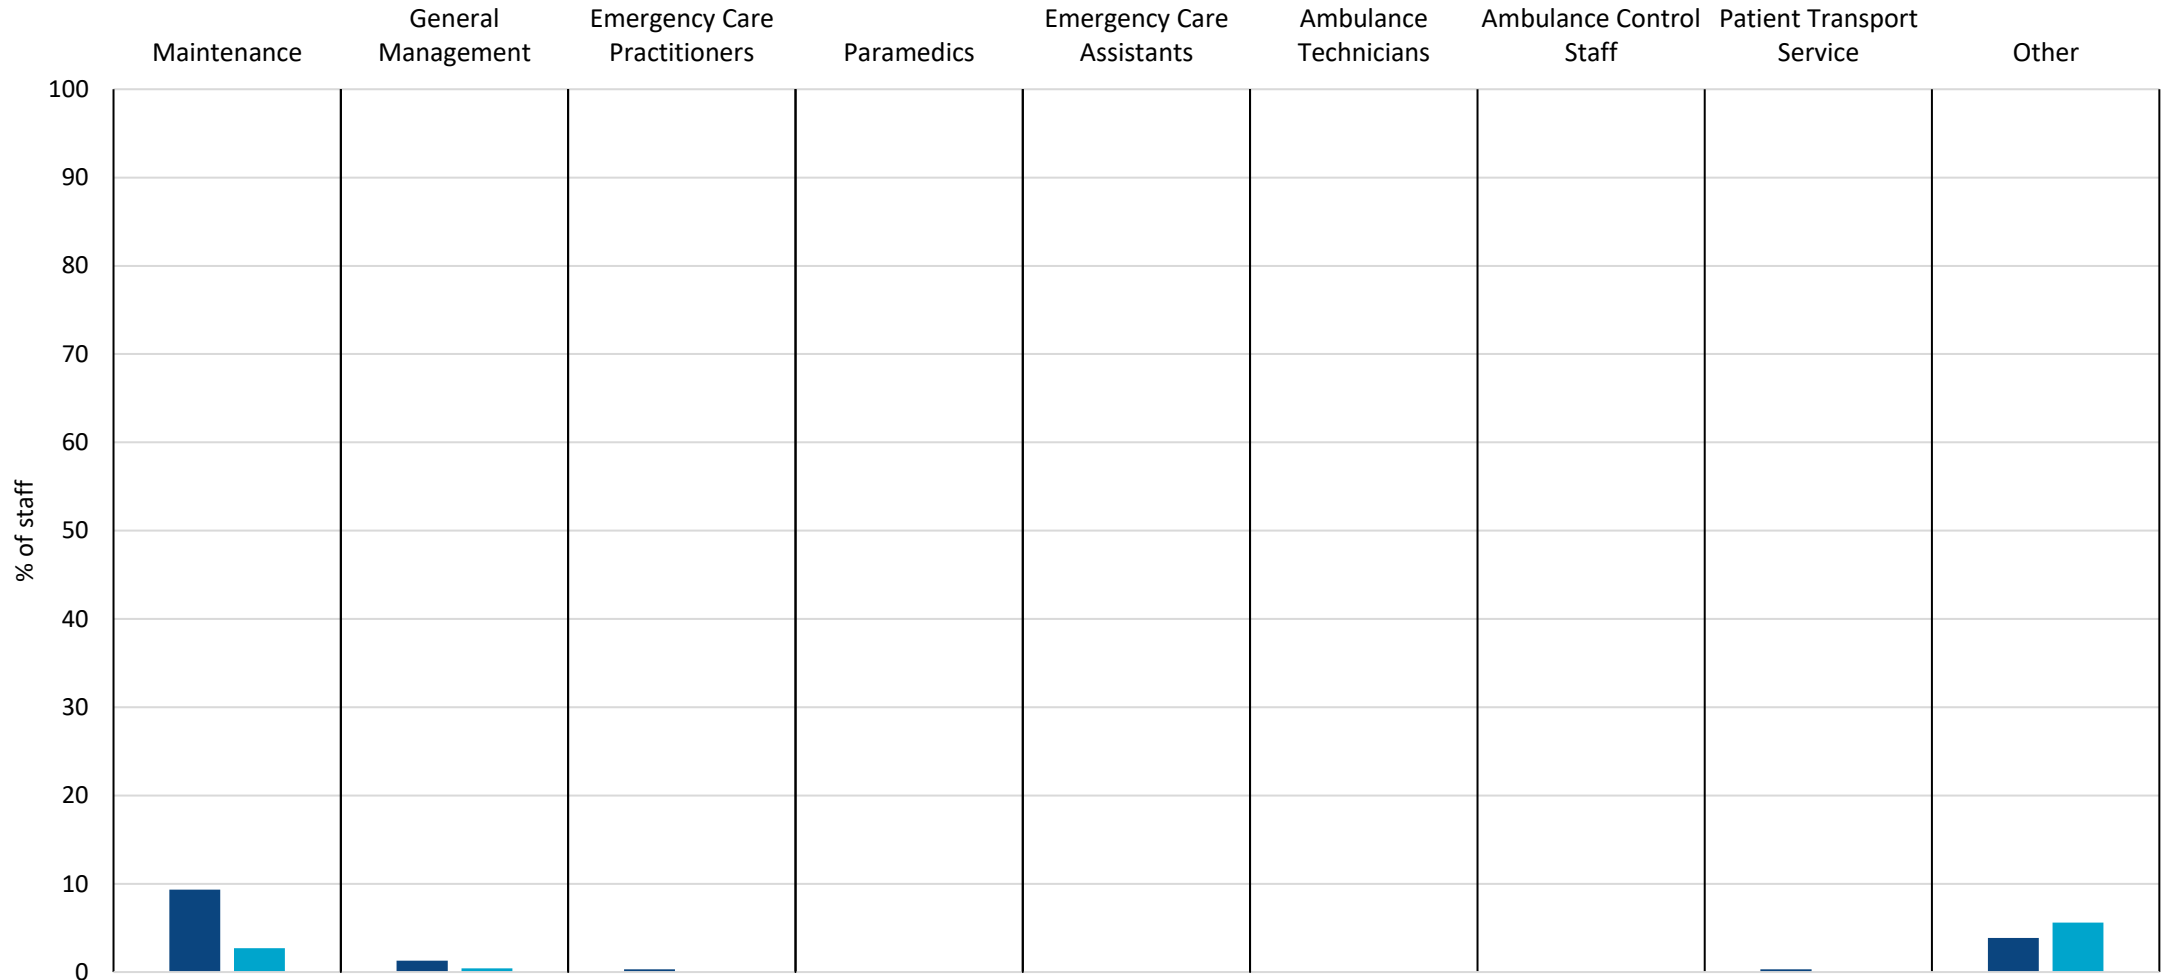 General
Emergency Care
Emergency Care
Ambulance
Ambulance Control
Patient Transport
Maintenance
Management
Practitioners
Paramedics
Assistants
Technicians
Staff
Service
Other
100
90
80
70
60
50
40
30
20
10
0
% of staff